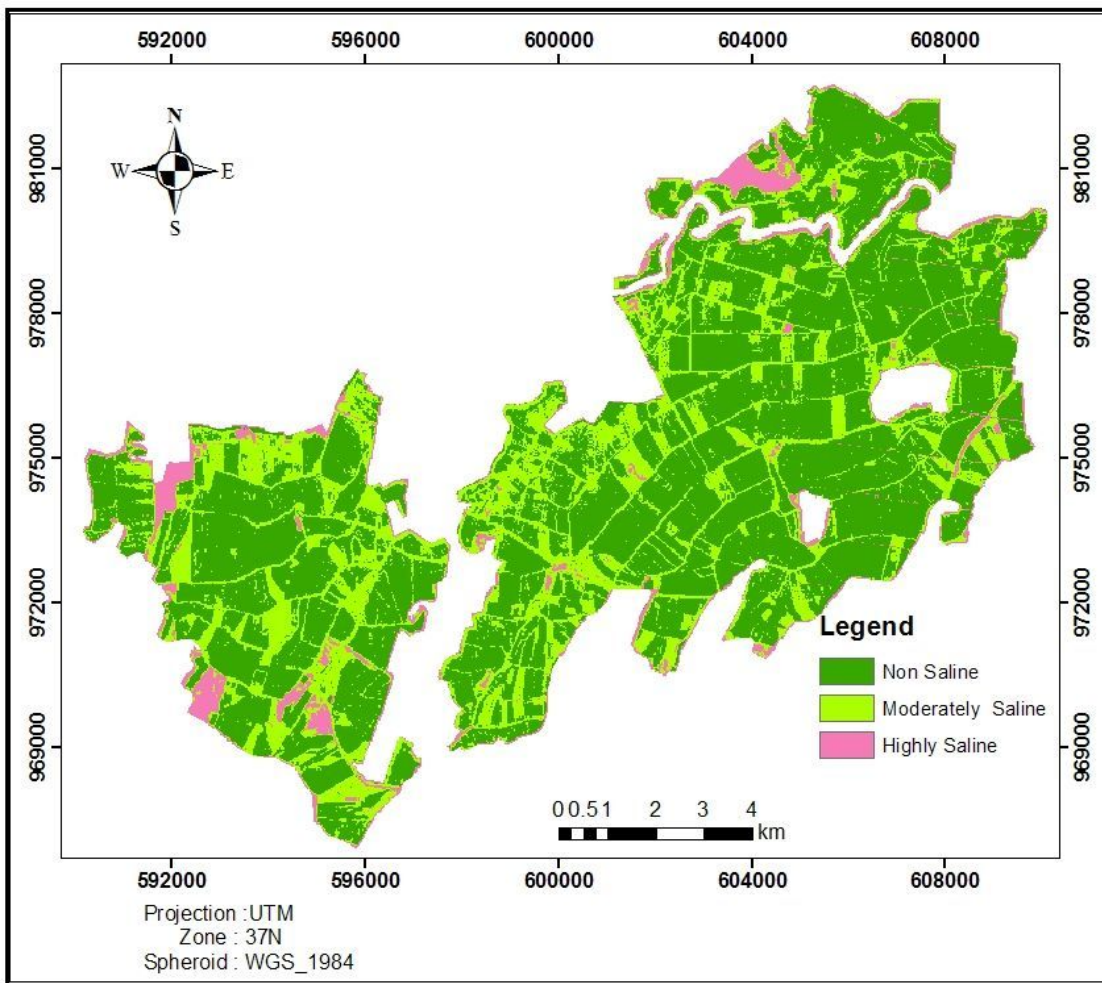 592000 596000 600000 604000 608000
N
W E
S
981000 981000
978000 978000
975000 975000
972000 972000
Legend
Non Saline
Moderately Saline
Highly Saline
969000 969000
0 0.5 1 2 3 4
km
592000 596000 600000 604000 608000
Projection :UTM
Zone : 37N
Spheroid : WGS_1984